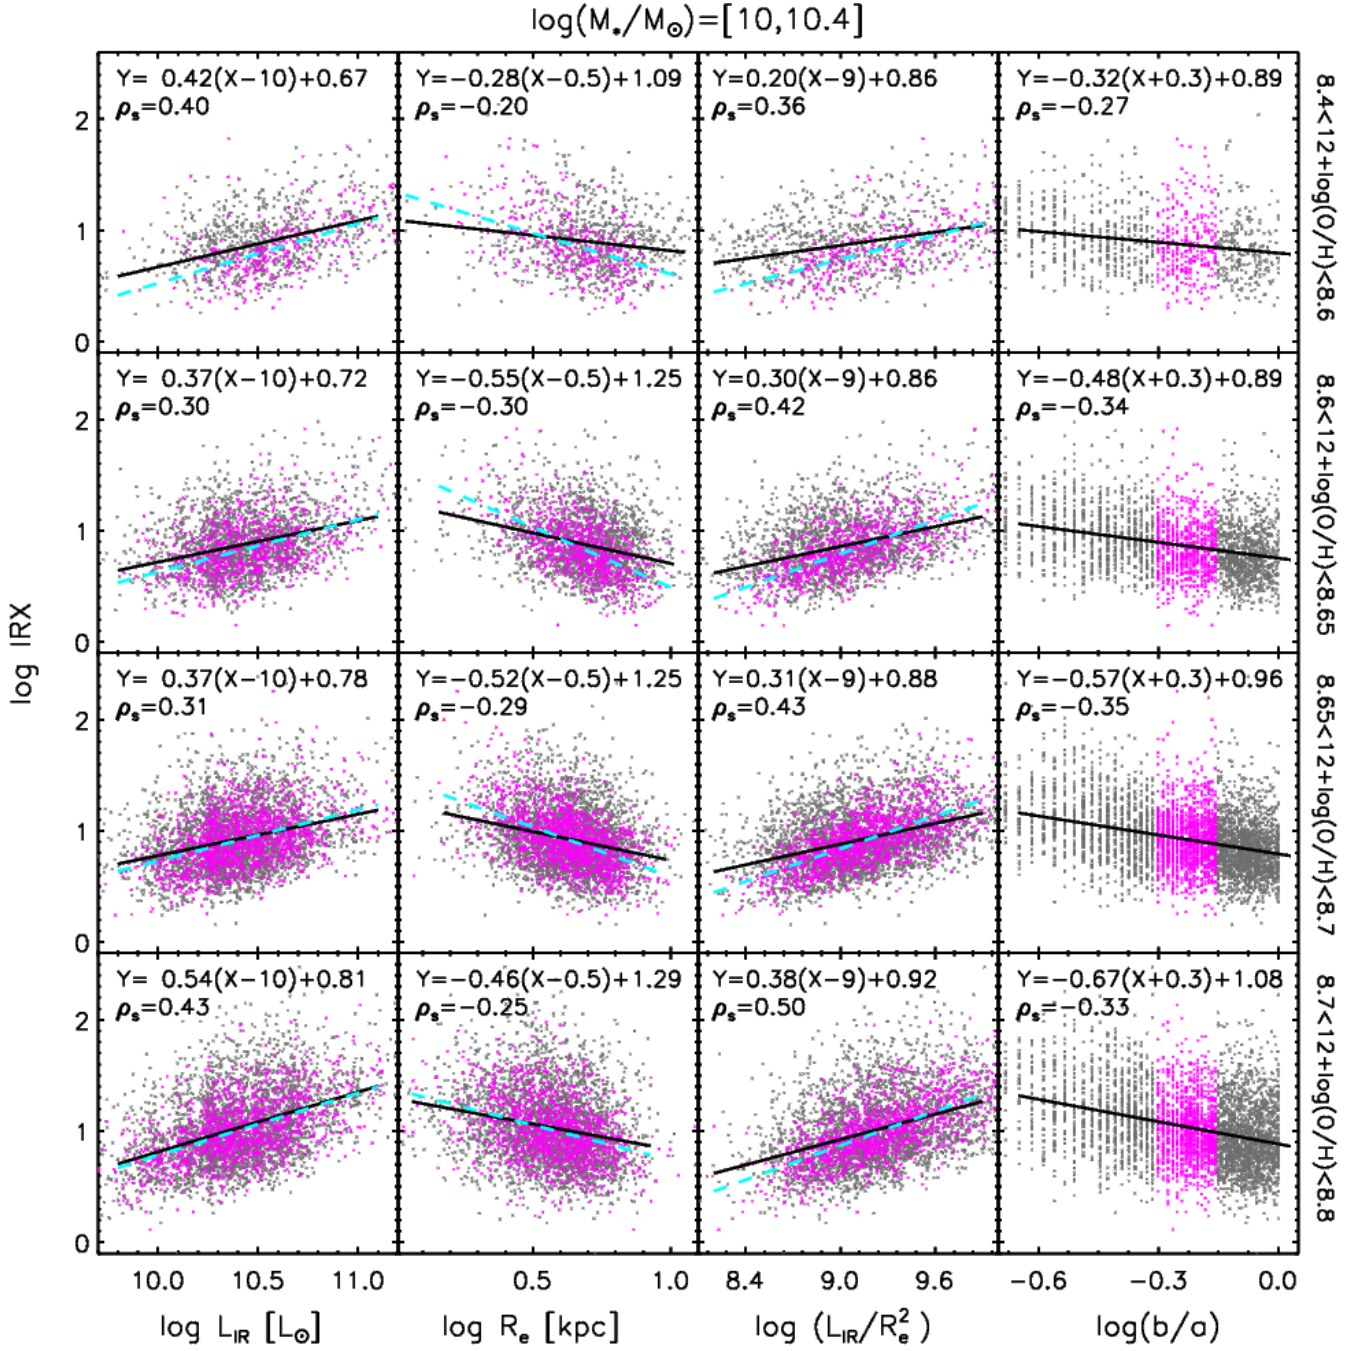 log(M*/M⊙)=[10,10.4]
Y= 0.42(X−10)+0.67
ρs=0.40
Y=−0.28(X−0.5)+1.09
ρs=−0.20
Y=0.20(X−9)+0.86
ρs=0.36
Y=−0.32(X+0.3)+0.89
ρs=−0.27
8.4<12+log(O/H)<8.6
2
1
0
Y= 0.37(X−10)+0.72
ρs=0.30
Y=−0.55(X−0.5)+1.25
ρs=−0.30
Y=0.30(X−9)+0.86
ρs=0.42
Y=−0.48(X+0.3)+0.89
ρs=−0.34
8.6<12+log(O/H)<8.65
2
1
0
log IRX
Y= 0.37(X−10)+0.78
ρs=0.31
Y=−0.52(X−0.5)+1.25
ρs=−0.29
Y=0.31(X−9)+0.88
ρs=0.43
Y=−0.57(X+0.3)+0.96
ρs=−0.35
8.65<12+log(O/H)<8.7
2
1
0
Y= 0.54(X−10)+0.81
ρs=0.43
Y=−0.46(X−0.5)+1.29
ρs=−0.25
Y=0.38(X−9)+0.92
ρs=0.50
Y=−0.67(X+0.3)+1.08
ρs=−0.33
8.7<12+log(O/H)<8.8
2
1
0
10.0 10.5 11.0
0.5 1.0
8.4 9.0 9.6
−0.6 −0.3 0.0
log LIR [L⊙]
log Re [kpc]
log (LIR/Re²)
log(b/a)